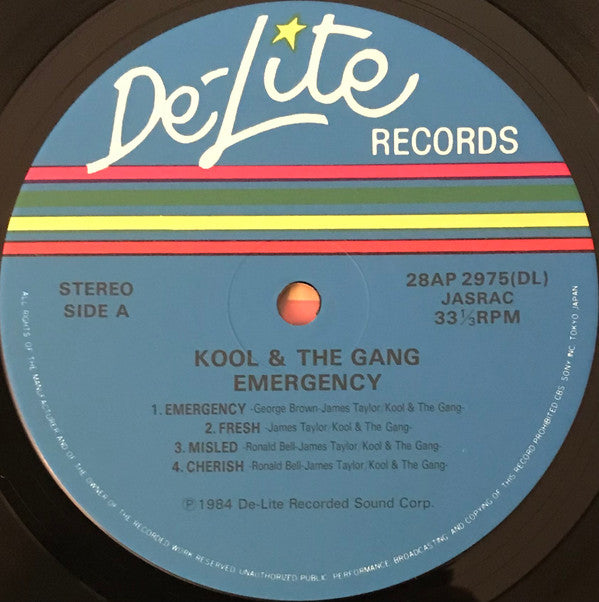 De-Lite
RECORDS
STEREO
SIDE A
28AP 2975(DL)
JASRAC
33⅓RPM
KOOL & THE GANG
EMERGENCY
1. EMERGENCY -George Brown-James Taylor/Kool & The Gang-
2. FRESH -James Taylor/Kool & The Gang-
3. MISLED -Ronald Bell-James Taylor/Kool & The Gang-
4. CHERISH -Ronald Bell-James Taylor/Kool & The Gang-
Ⓟ1984 De-Lite Recorded Sound Corp.
ALL RIGHTS OF THE MANUFACTURER AND OF THE OWNER OF THE RECORDED WORK RESERVED. UNAUTHORIZED PUBLIC PERFORMANCE, BROADCASTING AND COPYING OF THIS RECORD PROHIBITED CBS/SONY INC. TOKYO JAPAN